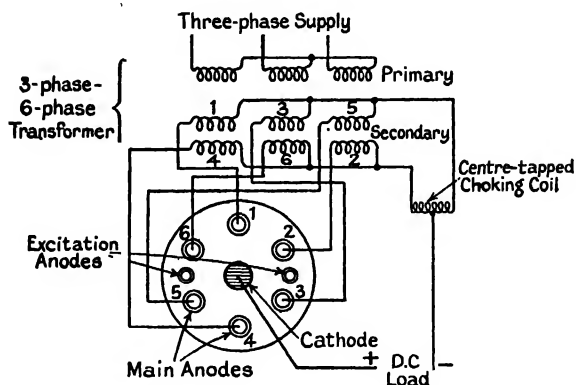 Three-phase Supply
Primary
3-phase-
6-phase
Transformer
1 3 5
Secondary
4 6 2
Centre-tapped
Choking Coil
Excitation
Anodes
1
6 2
5 3
4
Cathode
Main Anodes
+ D.C -
Load